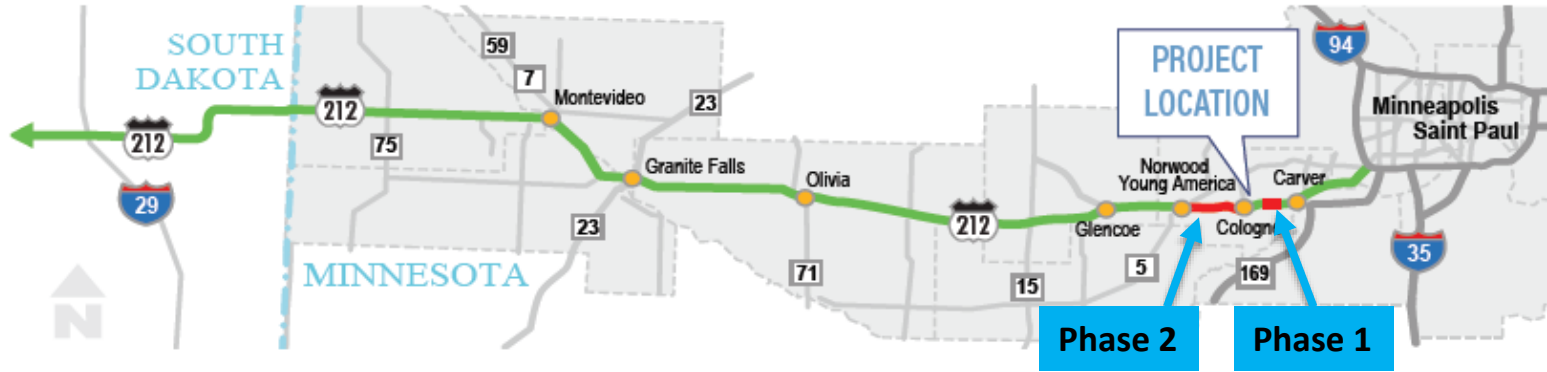 SOUTH
DAKOTA
59
7
Montevideo
23
94
PROJECT
LOCATION
Minneapolis
Saint Paul
212
212
75
Granite Falls
Olivia
Norwood
Young America
Carver
29
23
212
Glencoe
Cologne
MINNESOTA
71
15
5
169
35
N
Phase 2
Phase 1